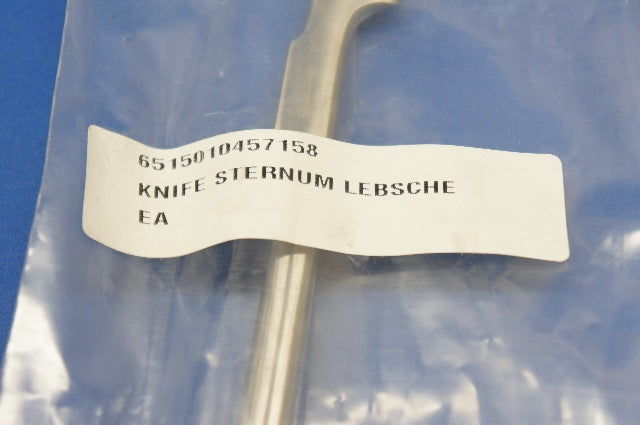 6515010457158
KNIFE STERNUM LEBSCHE
EA